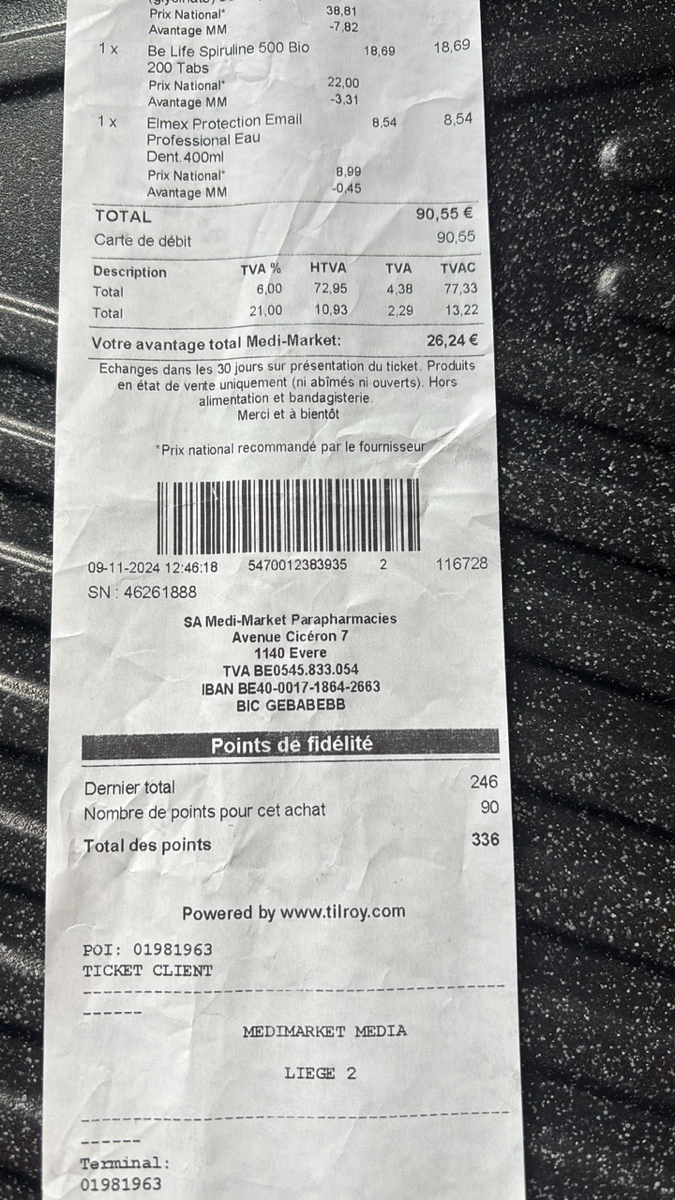 Prix National* 38,81
Avantage MM -7,82
1 x Be Life Spiruline 500 Bio 18,69 18,69
200 Tabs
Prix National* 22,00
Avantage MM -3,31
1 x Elmex Protection Email 8,54 8,54
Professional Eau
Dent.400ml
Prix National* 8,99
Avantage MM -0,45
TOTAL 90,55 €
Carte de débit 90,55
Description TVA % HTVA TVA TVAC
Total 6,00 72,95 4,38 77,33
Total 21,00 10,93 2,29 13,22
Votre avantage total Medi-Market: 26,24 €
Echanges dans les 30 jours sur présentation du ticket. Produits
en état de vente uniquement (ni abîmés ni ouverts). Hors
alimentation et bandagisterie.
Merci et à bientôt
*Prix national recommandé par le fournisseur
09-11-2024 12:46:18 5470012383935 2 116728
SN : 46261888
SA Medi-Market Parapharmacies
Avenue Cicéron 7
1140 Evere
TVA BE0545.833.054
IBAN BE40-0017-1864-2663
BIC GEBABEBB
Points de fidélité
Dernier total 246
Nombre de points pour cet achat 90
Total des points 336
Powered by www.tilroy.com
POI: 01981963
TICKET CLIENT
MEDIMARKET MEDIA
LIEGE 2
Terminal:
01981963